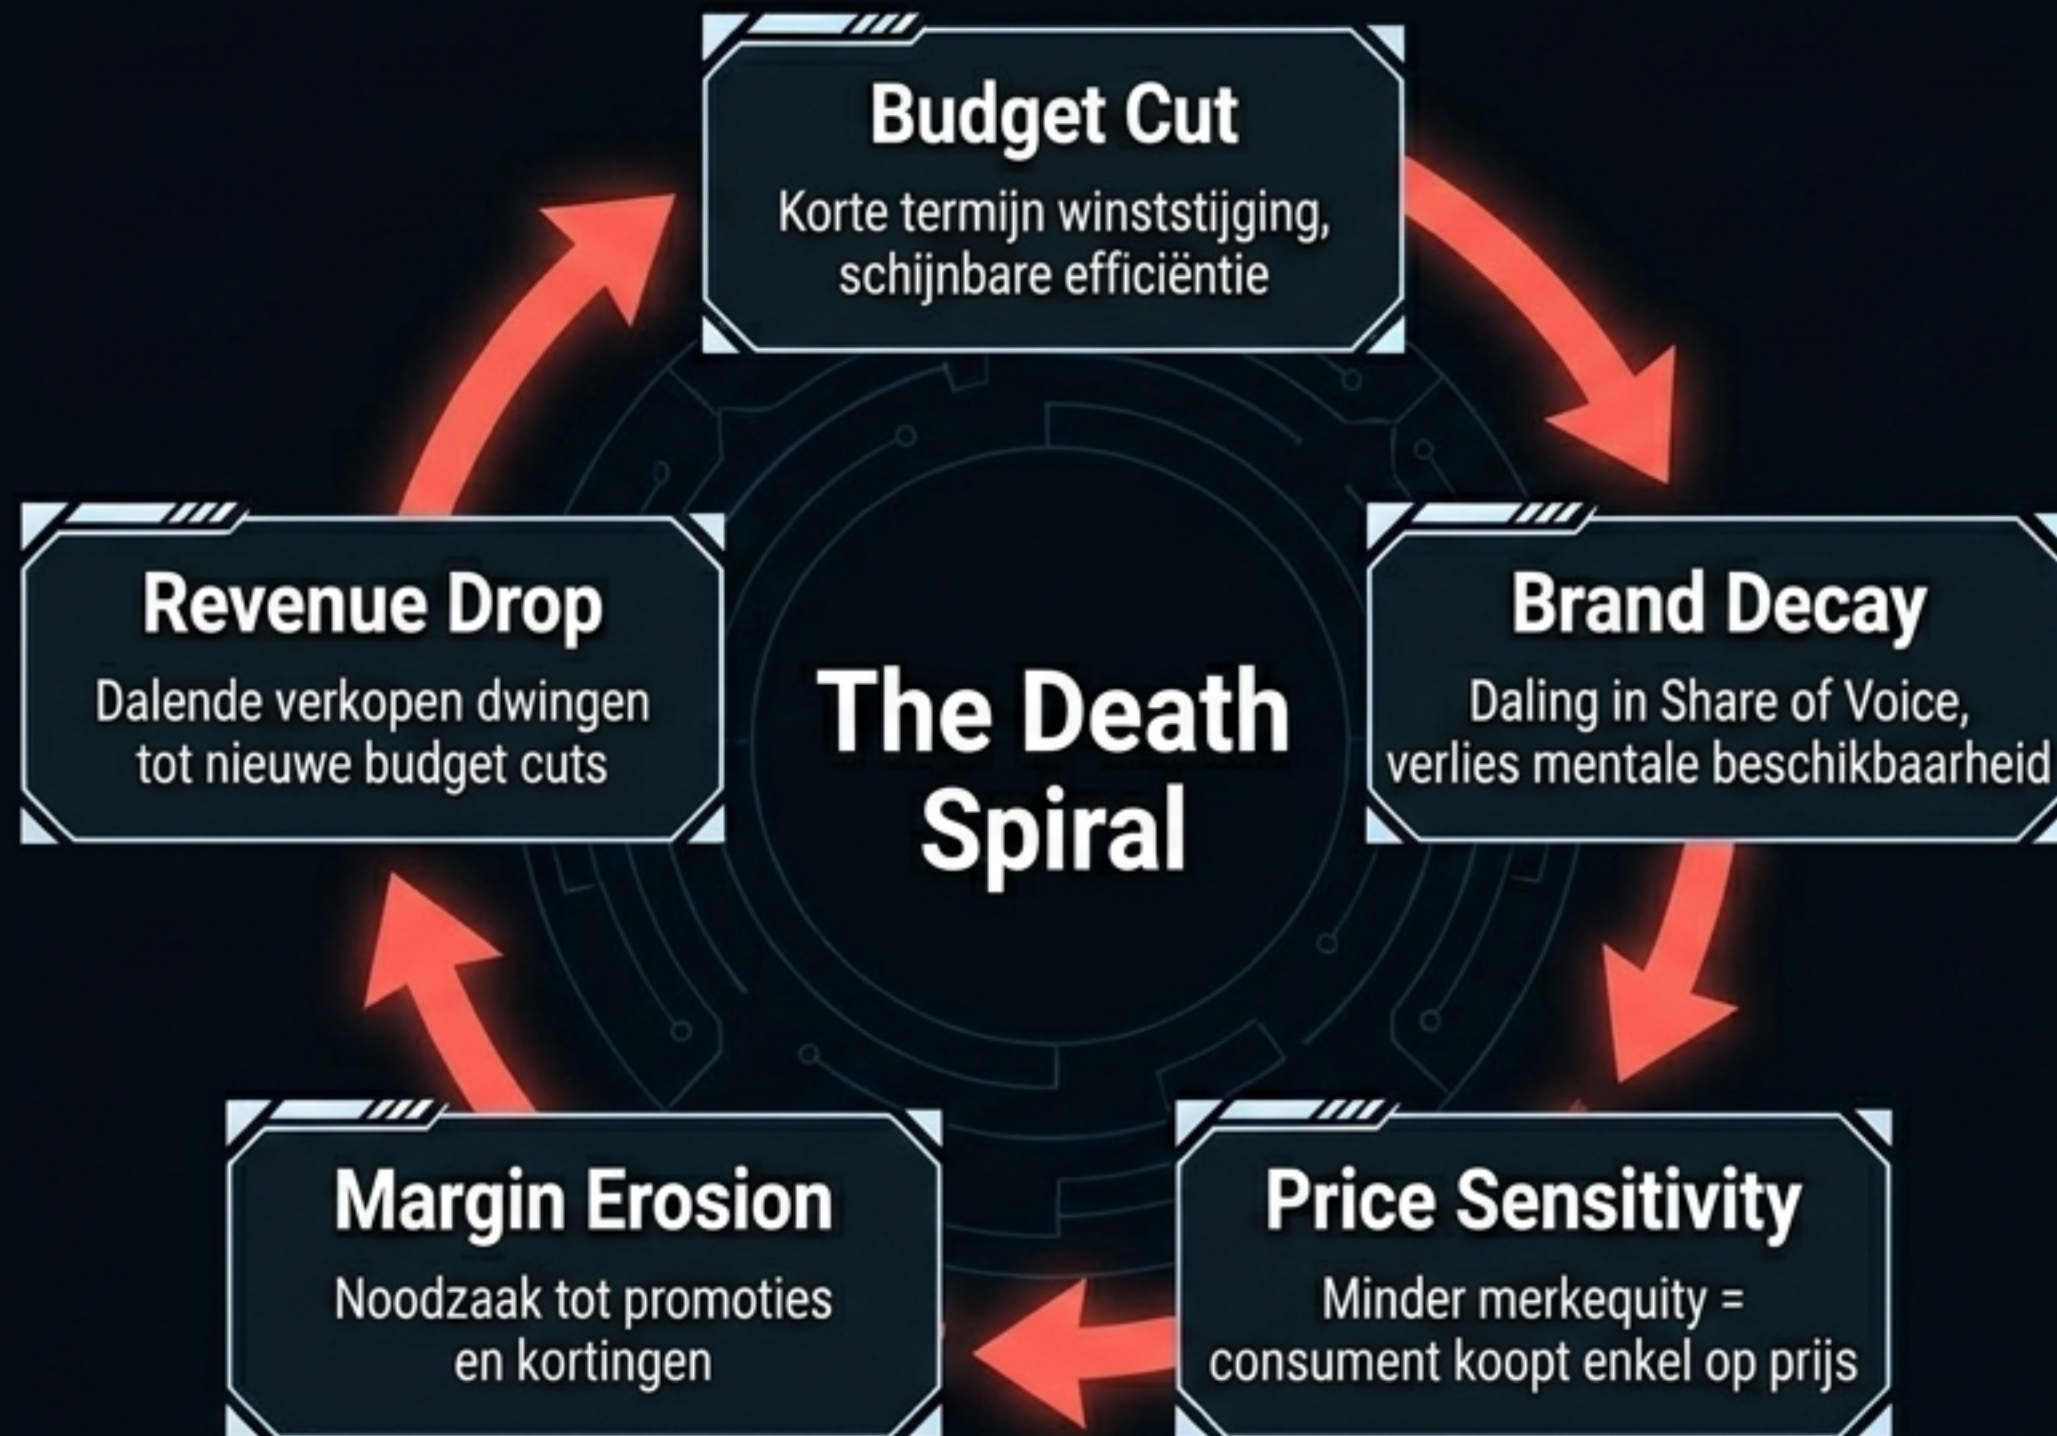 Budget Cut
Korte termijn winststijging,
schijnbare efficiëntie
Brand Decay
Daling in Share of Voice,
verlies mentale beschikbaarheid
Price Sensitivity
Minder merkequity =
consument koopt enkel op prijs
Margin Erosion
Noodzaak tot promoties
en kortingen
Revenue Drop
Dalende verkopen dwingen
tot nieuwe budget cuts
The Death
Spiral